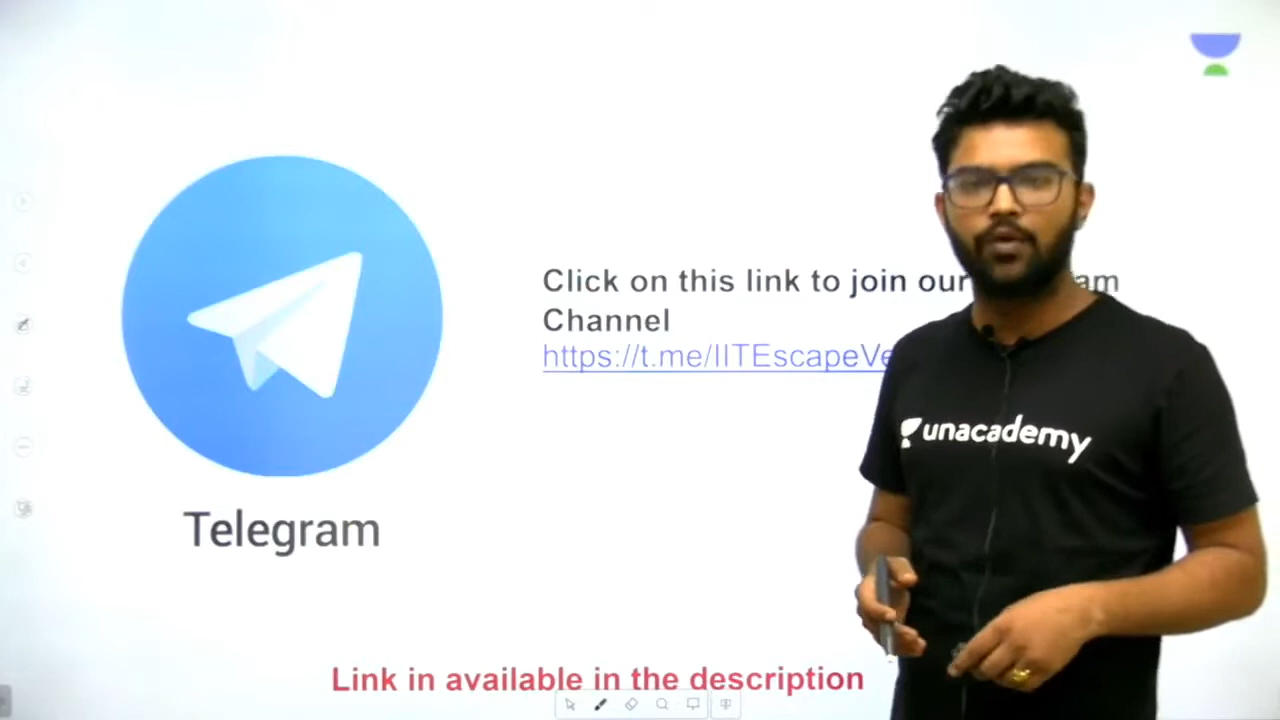 Click on this link to join our am
Channel
https://t.me/IITEscapeVe
unacademy
Telegram
Link in available in the description